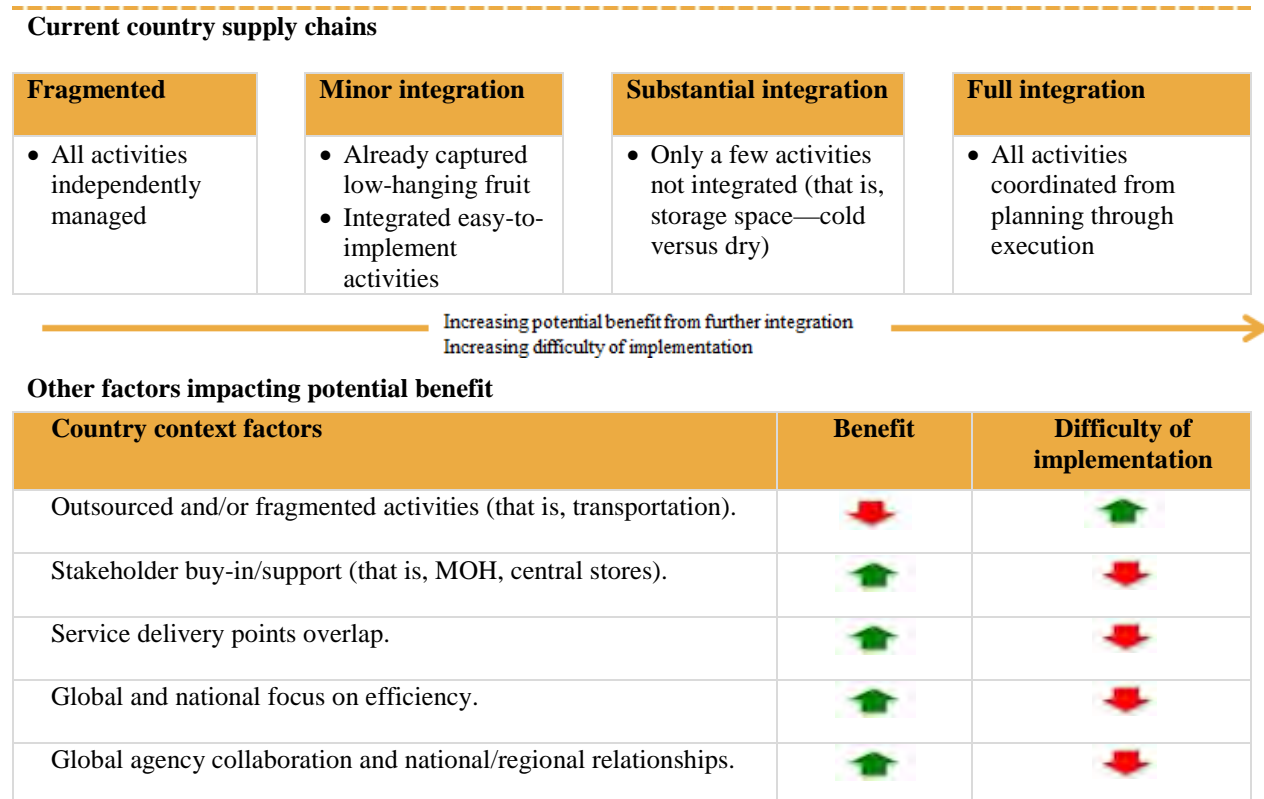 Current country supply chains
Fragmented
• All activities
independently
managed
Minor integration
• Already captured
low-hanging fruit
• Integrated easy-to-
implement
activities
Substantial integration
• Only a few activities
not integrated (that is,
storage space—cold
versus dry)
Full integration
• All activities
coordinated from
planning through
execution
Increasing potential benefit from further integration
Increasing difficulty of implementation
Other factors impacting potential benefit
Country context factors
Benefit
Difficulty of
implementation
Outsourced and/or fragmented activities (that is, transportation).
Stakeholder buy-in/support (that is, MOH, central stores).
Service delivery points overlap.
Global and national focus on efficiency.
Global agency collaboration and national/regional relationships.